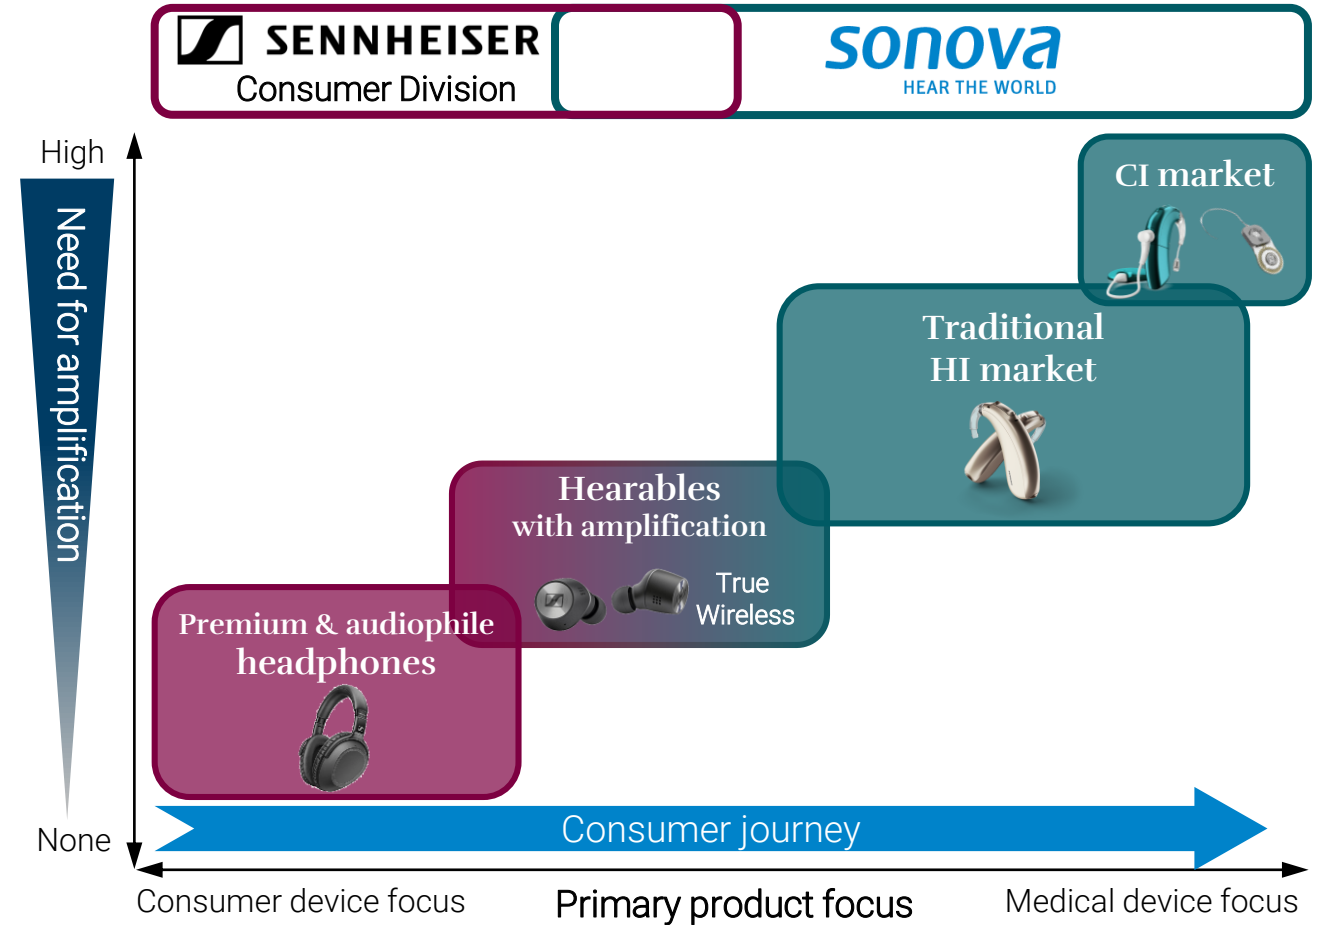 SENNHEISER
Consumer Division
sonova
HEAR THE WORLD
High
Need for amplification
None
CI market
Traditional
HI market
Hearables
with amplification
True
Wireless
Premium & audiophile
headphones
Consumer journey
Consumer device focus
Primary product focus
Medical device focus